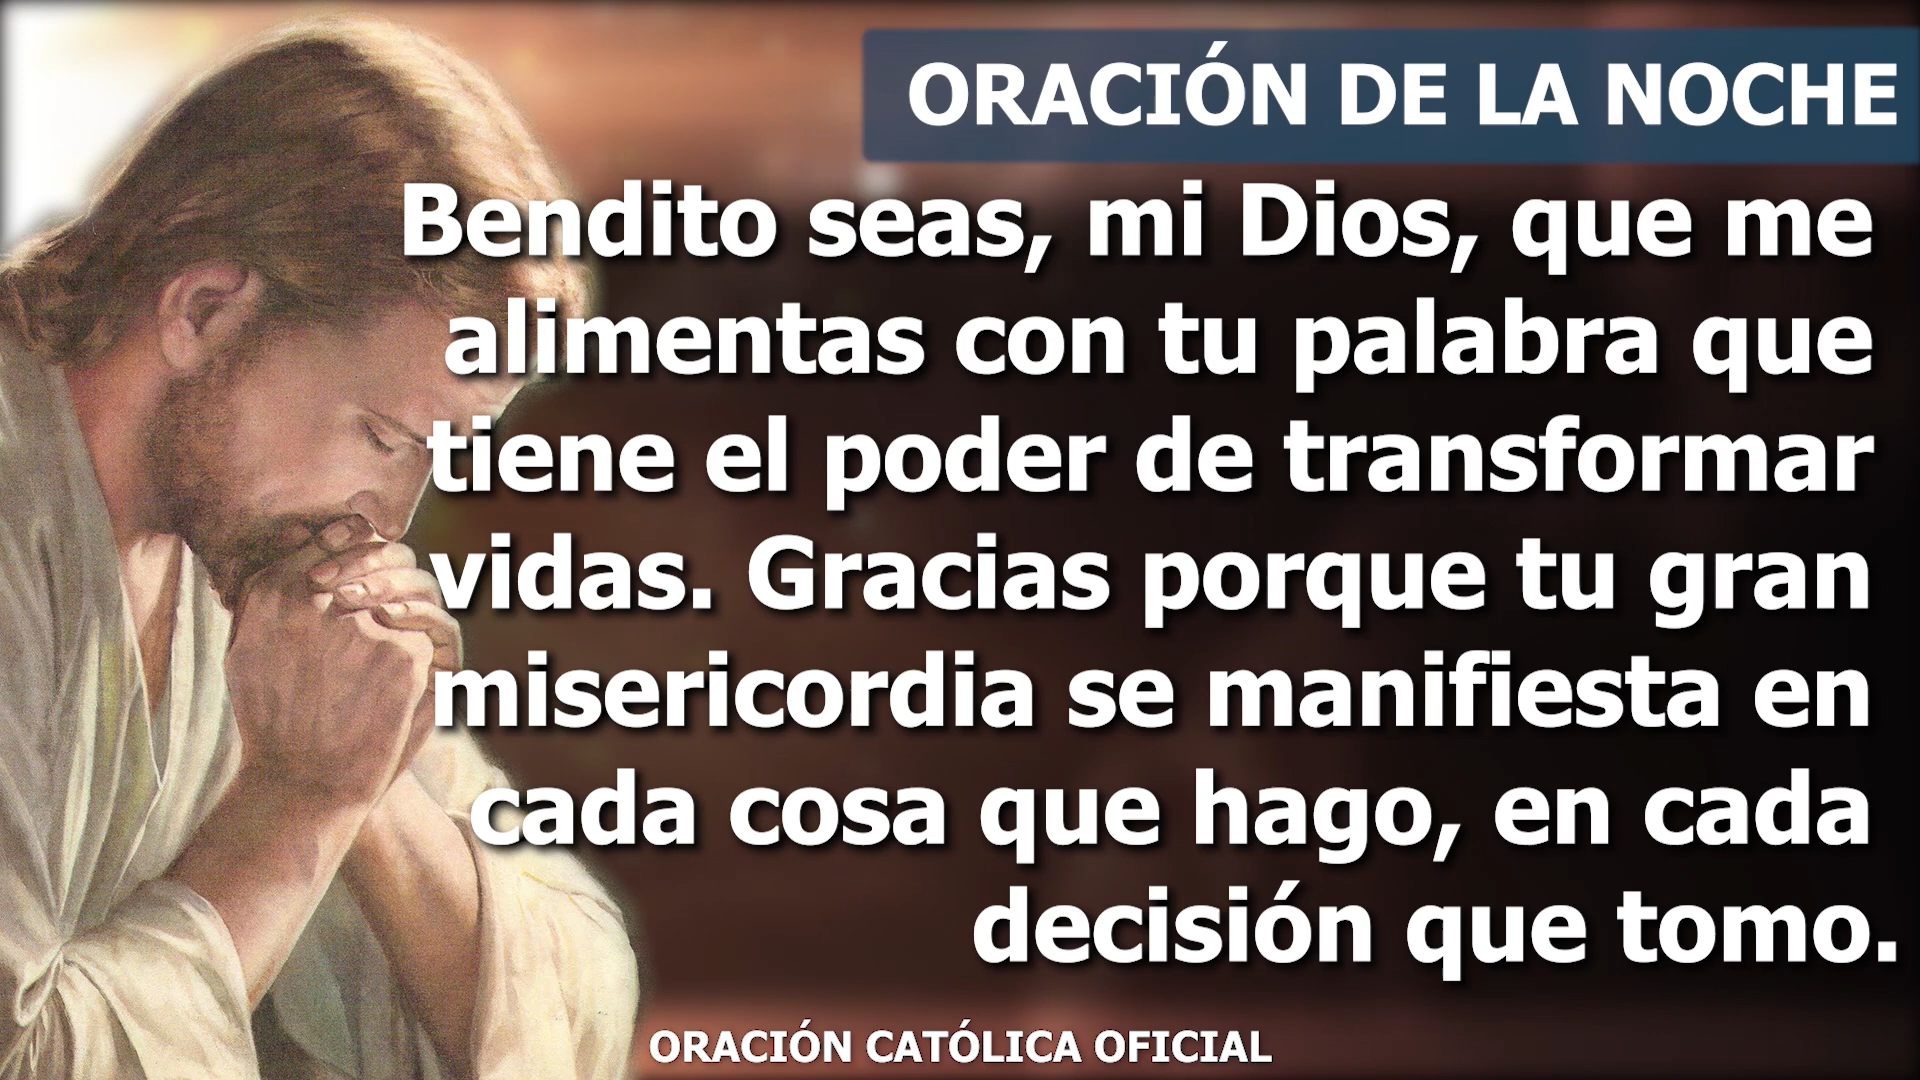 ORACIÓN DE LA NOCHE
Bendito seas, mi Dios, que me
alimentas con tu palabra que
tiene el poder de transformar
vidas. Gracias porque tu gran
misericordia se manifiesta en
cada cosa que hago, en cada
decisión que tomo.
ORACIÓN CATÓLICA OFICIAL